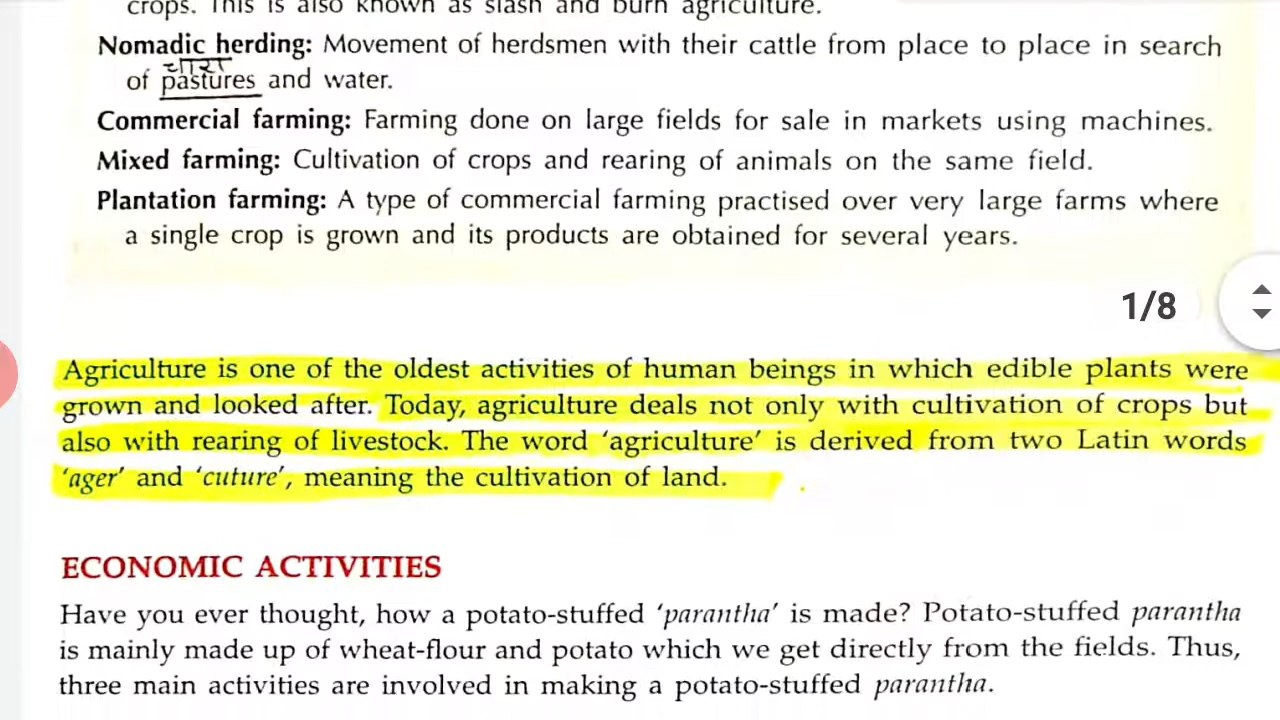 crops. This is also known as slash and burn agriculture.
Nomadic herding: Movement of herdsmen with their cattle from place to place in search
चारा
of pastures and water.
Commercial farming: Farming done on large fields for sale in markets using machines.
Mixed farming: Cultivation of crops and rearing of animals on the same field.
Plantation farming: A type of commercial farming practised over very large farms where
a single crop is grown and its products are obtained for several years.
1/8
Agriculture is one of the oldest activities of human beings in which edible plants were
grown and looked after. Today, agriculture deals not only with cultivation of crops but
also with rearing of livestock. The word ‘agriculture’ is derived from two Latin words
‘ager’ and ‘cuture’, meaning the cultivation of land.
ECONOMIC ACTIVITIES
Have you ever thought, how a potato-stuffed ‘parantha’ is made? Potato-stuffed parantha
is mainly made up of wheat-flour and potato which we get directly from the fields. Thus,
three main activities are involved in making a potato-stuffed parantha.